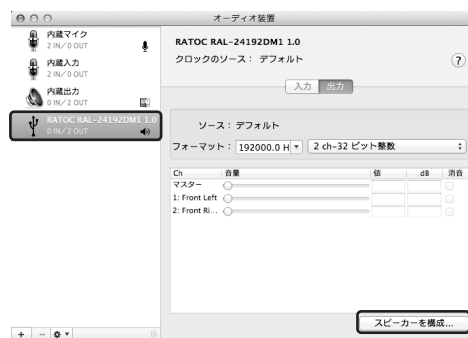 オーディオ装置
内蔵マイク
2 IN／0 OUT
内蔵入力
2 IN／0 OUT
内蔵出力
0 IN／2 OUT
RATOC RAL-24192DM1 1.0
0 IN／2 OUT
RATOC RAL-24192DM1 1.0
クロックのソース： デフォルト
?
入力 出力
ソース：デフォルト
フォーマット： 192000.0 H 2 ch-32 ビット整数
Ch 音量 値 dB 消音
マスター
1: Front Left
2: Front Ri...
スピーカーを構成...